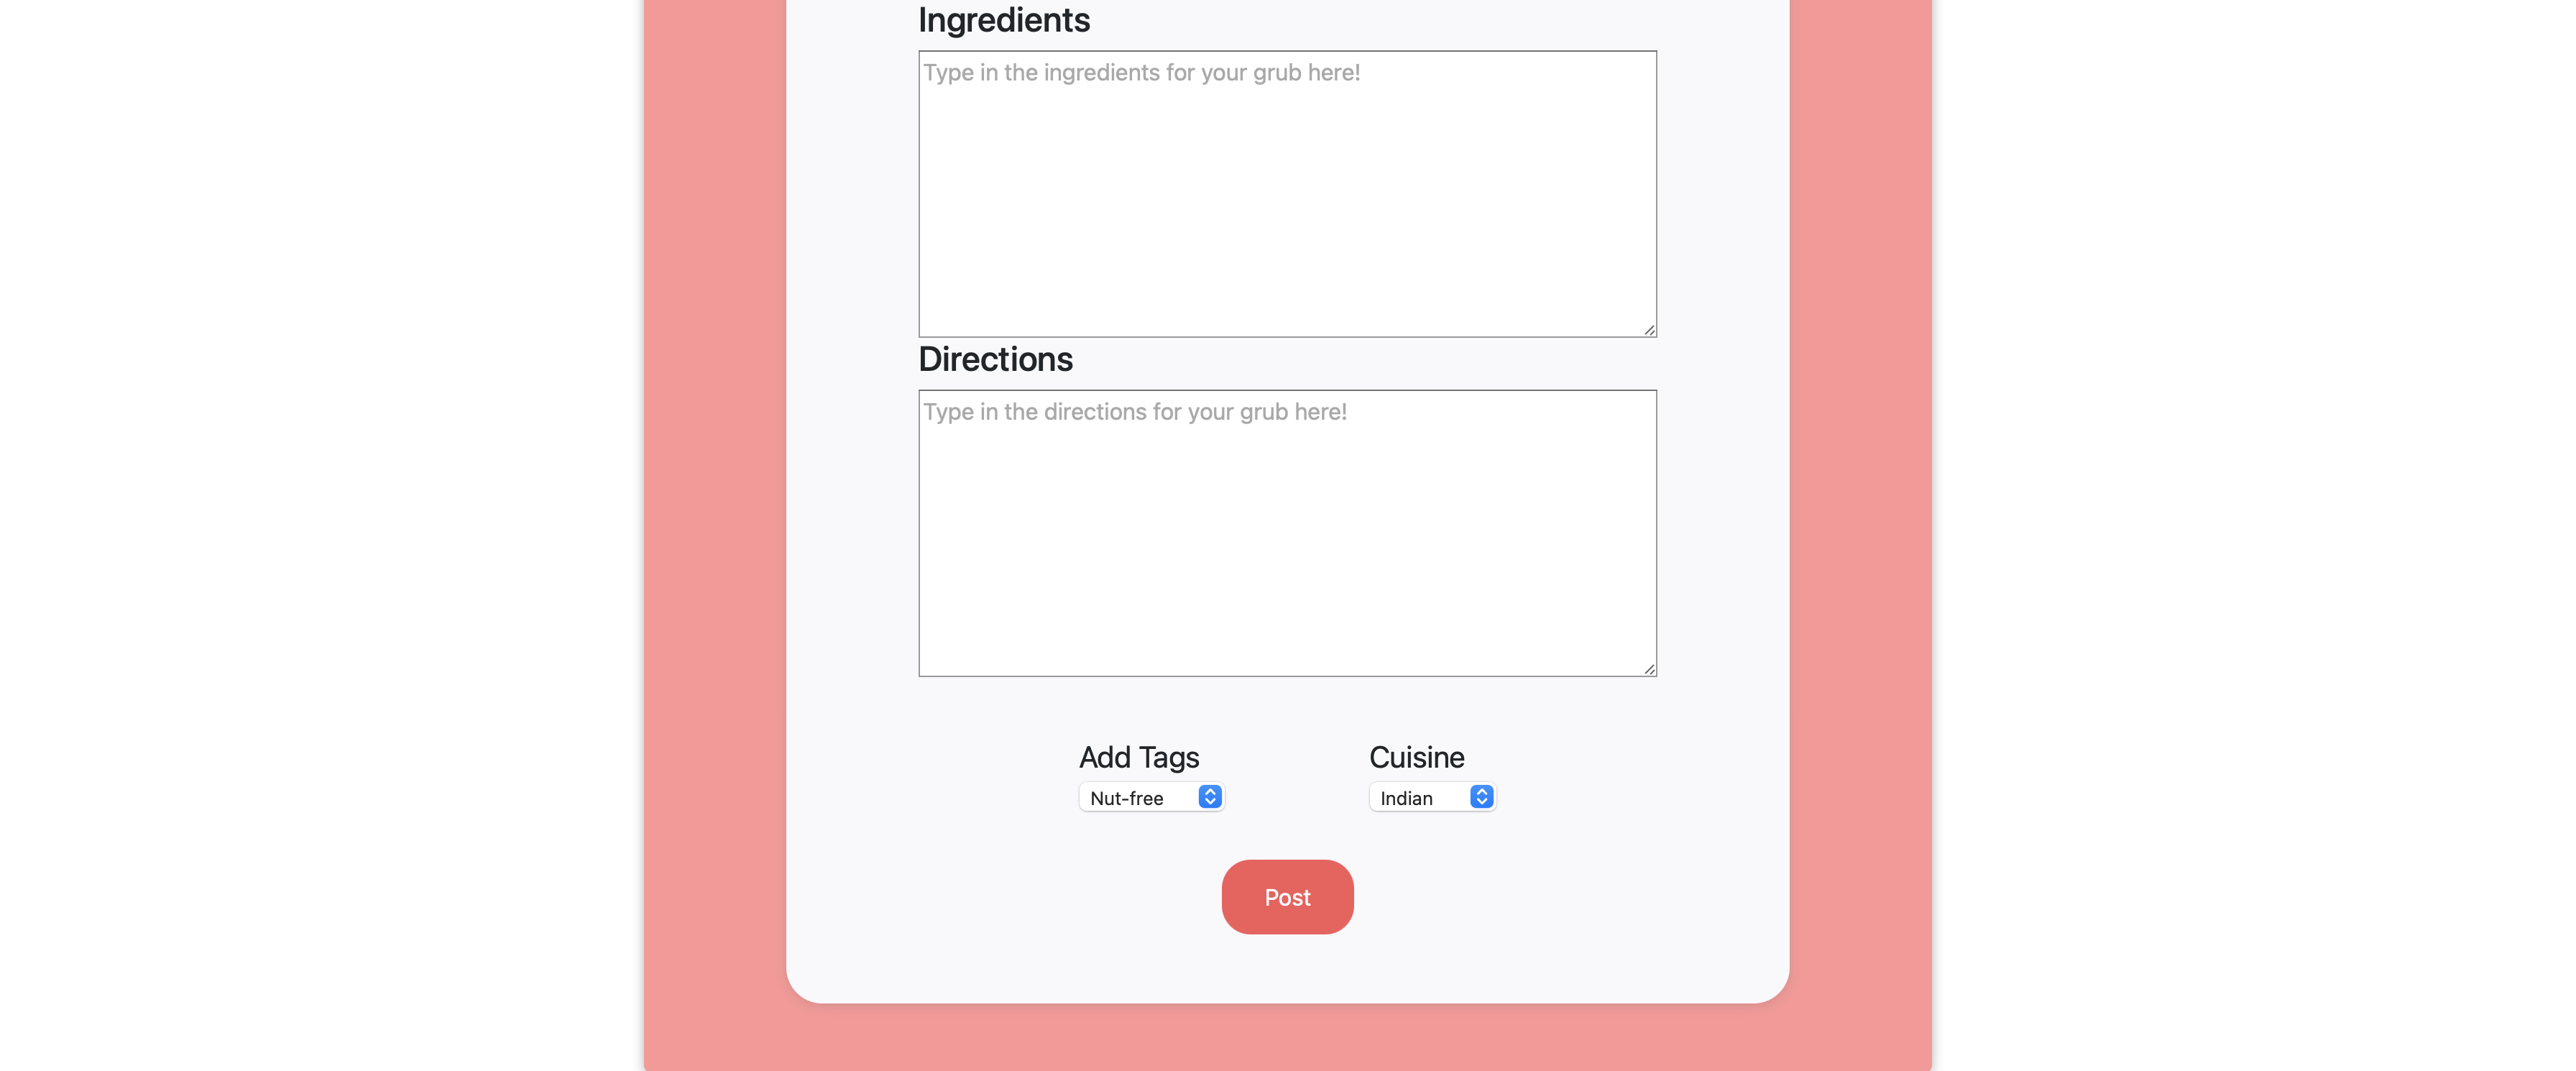 Ingredients
Type in the ingredients for your grub here!
Directions
Type in the directions for your grub here!
Add Tags
Cuisine
Nut-free
Indian
Post